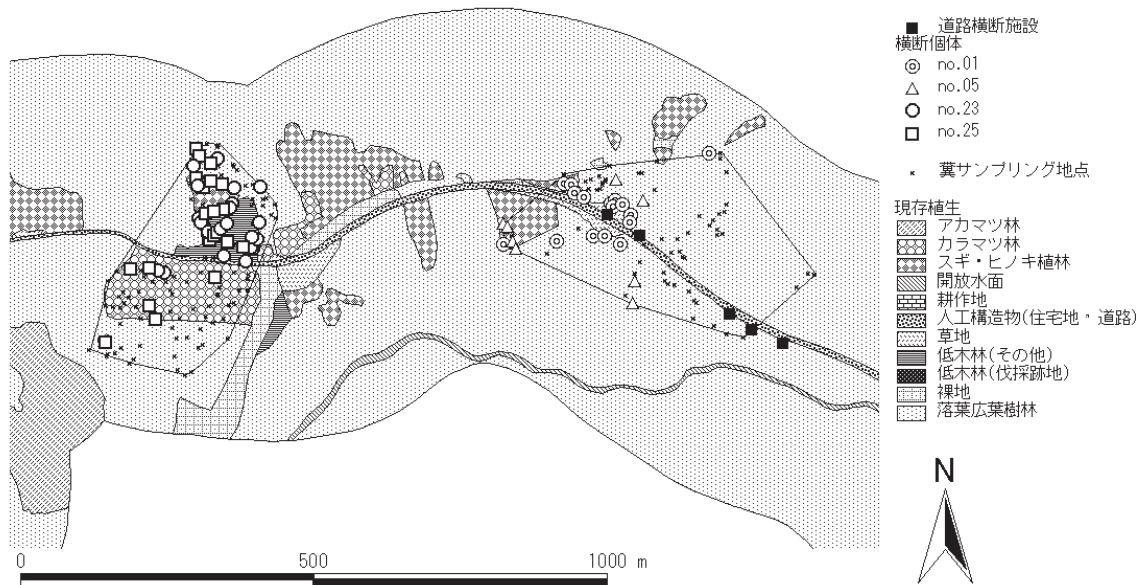 道路横断施設
横断個体
no.01
no.05
no.23
no.25
糞サンプリング地点
現存植生
アカマツ林
カラマツ林
スギ・ヒノキ植林
開放水面
耕作地
人工構造物(住宅地・道路)
草地
低木林(その他)
低木林(伐採跡地)
裸地
落葉広葉樹林
N
0 500 1000 m